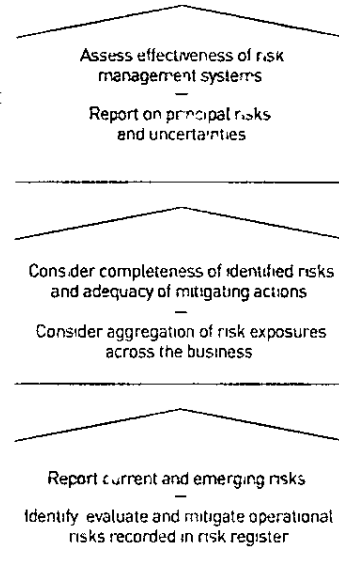 Assess effectiveness of risk
management systems
—
Report on principal risks
and uncertainties
Consider completeness of identified risks
and adequacy of mitigating actions
—
Consider aggregation of risk exposures
across the business
Report current and emerging risks
—
Identify evaluate and mitigate operational
risks recorded in risk register